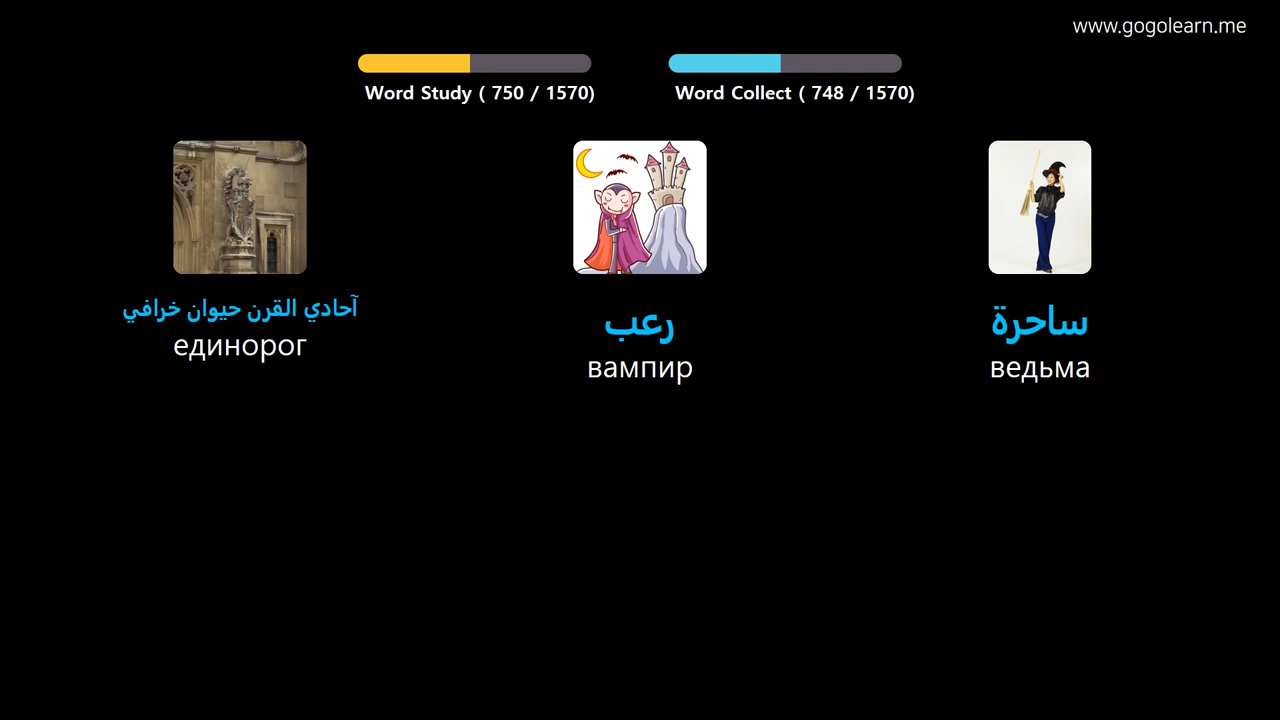 www.gogolearn.me
Word Study ( 750 / 1570)
Word Collect ( 748 / 1570)
آحادي القرن حيوان خرافي
единорог
رعب
вампир
ساحرة
ведьма